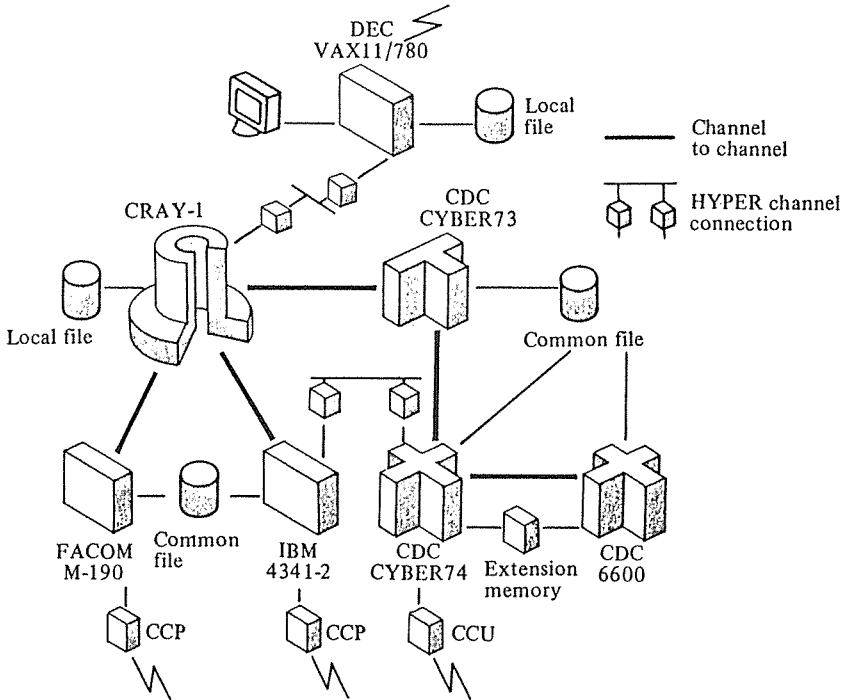 DEC
VAX11/780
Local
file
Channel
to channel
HYPER channel
connection
CRAY-1
CDC
CYBER73
Local file
Common file
FACOM
M-190
Common
file
IBM
4341-2
CDC
CYBER74
Extension
memory
CDC
6600
CCP
CCP
CCU